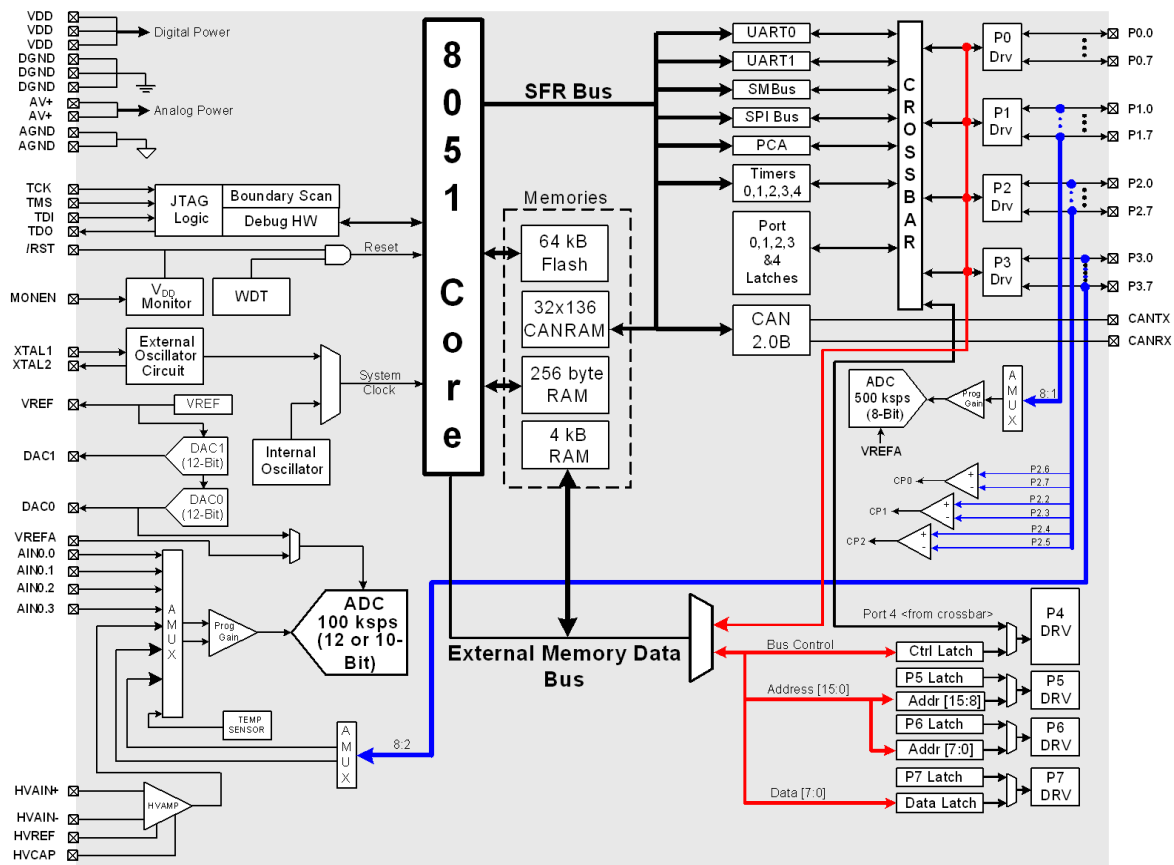 VDD
VDD
VDD
Digital Power
DGND
DGND
DGND
AV+
AV+
Analog Power
AGND
AGND
TCK
TMS
TDI
TDO
JTAG
Logic
Boundary Scan
Debug HW
/RST
Reset
MONEN
VDD
Monitor
WDT
XTAL1
XTAL2
External
Oscillator
Circuit
System
Clock
VREF
VREF
Internal
Oscillator
DAC1
DAC1
(12-Bit)
DAC0
DAC0
(12-Bit)
VREFA
AIN0.0
AIN0.1
AIN0.2
AIN0.3
A
M
U
X
Prog
Gain
ADC
100 ksps
(12 or 10-
Bit)
TEMP
SENSOR
A
M
U
X
8:2
HVAIN+
HVAIN-
HVREF
HVCAP
HVAMP
8
0
5
1
C
o
r
e
SFR Bus
Memories
64 kB
Flash
32x136
CANRAM
256 byte
RAM
4 kB
RAM
External Memory Data
Bus
UART0
UART1
SMBus
SPI Bus
PCA
Timers
0,1,2,3,4
Port
0,1,2,3
&4
Latches
CAN
2.0B
C
R
O
S
S
B
A
R
P0
Drv
P1
Drv
P2
Drv
P3
Drv
P0.0
P0.7
P1.0
P1.7
P2.0
P2.7
P3.0
P3.7
CANTX
CANRX
ADC
500 ksps
(8-Bit)
VREFA
Prog
Gain
A
M
U
X
8:1
CP0
+
-
P2.6
P2.7
CP1
+
-
P2.2
P2.3
CP2
+
-
P2.4
P2.5
Port 4 <from crossbar>
Bus Control
Ctrl Latch
P4
DRV
Address [15:0]
P5 Latch
Addr [15:8]
P5
DRV
P6 Latch
Addr [7:0]
P6
DRV
Data [7:0]
P7 Latch
Data Latch
P7
DRV